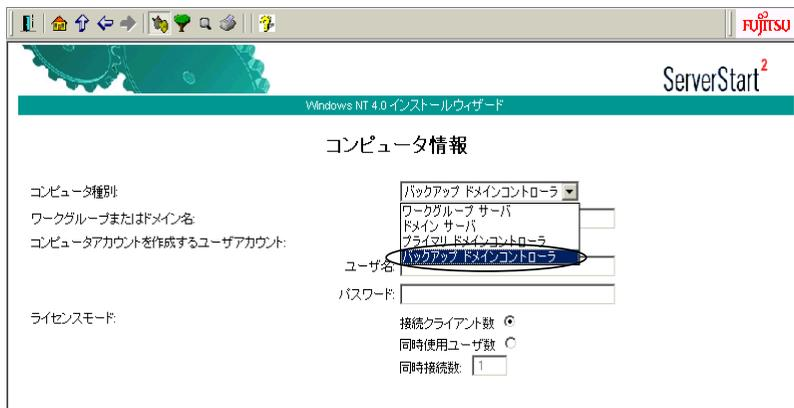 FUJITSU
ServerStart2
Windows NT 4.0 インストールウィザード
コンピュータ情報
コンピュータ種別:
バックアップ ドメインコントローラ
ワークグループ サーバ
ドメイン サーバ
プライマリ ドメインコントローラ
バックアップ ドメインコントローラ
ワークグループまたはドメイン名:
コンピュータアカウントを作成するユーザアカウント:
ユーザ名
パスワード:
ライセンスモード:
接続クライアント数
同時使用ユーザ数
同時接続数: 1